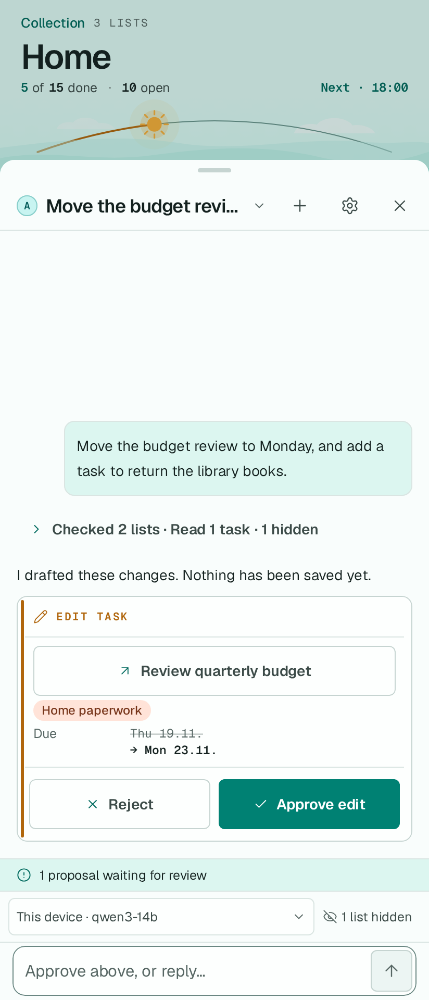 Collection 3 LISTS
Home
5 of 15 done · 10 open
Next · 18:00
A Move the budget revi...
Move the budget review to Monday, and add a
task to return the library books.
Checked 2 lists · Read 1 task · 1 hidden
I drafted these changes. Nothing has been saved yet.
EDIT TASK
Review quarterly budget
Home paperwork
Due Thu 19.11.
→ Mon 23.11.
Reject
Approve edit
1 proposal waiting for review
This device · qwen3-14b
1 list hidden
Approve above, or reply...